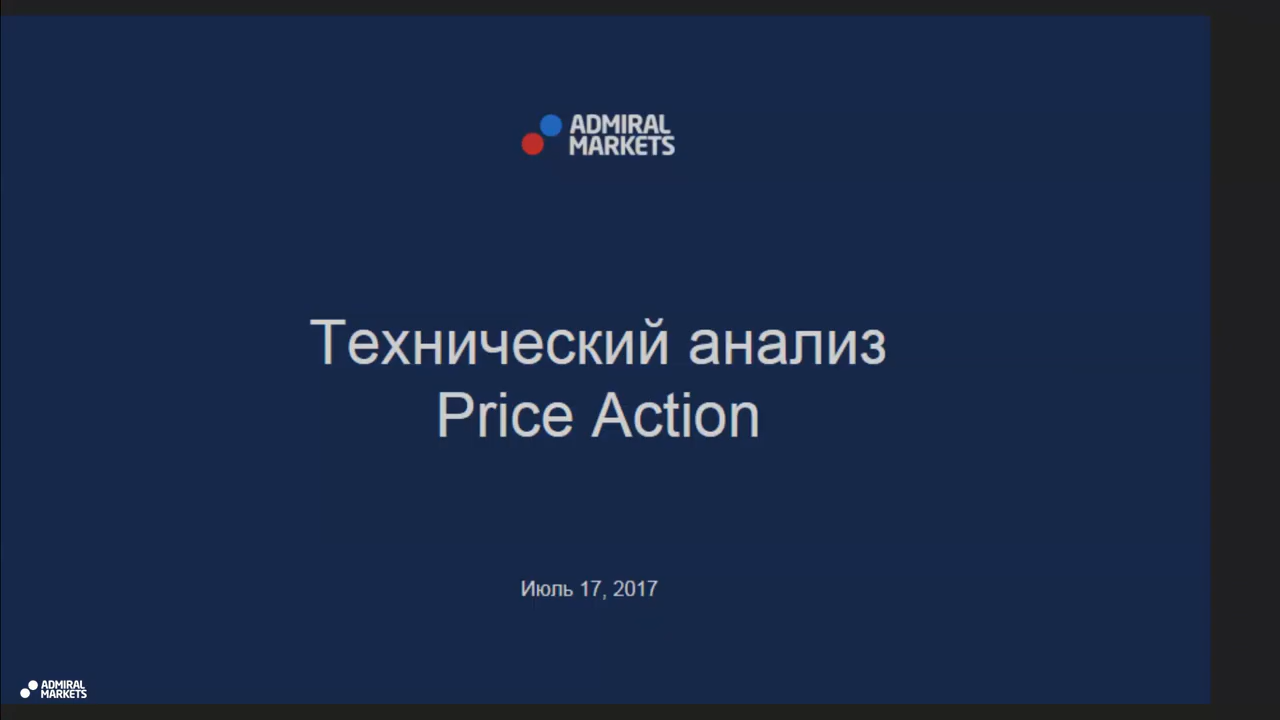 ADMIRAL
MARKETS
Технический анализ
Price Action
Июль 17, 2017
ADMIRAL
MARKETS